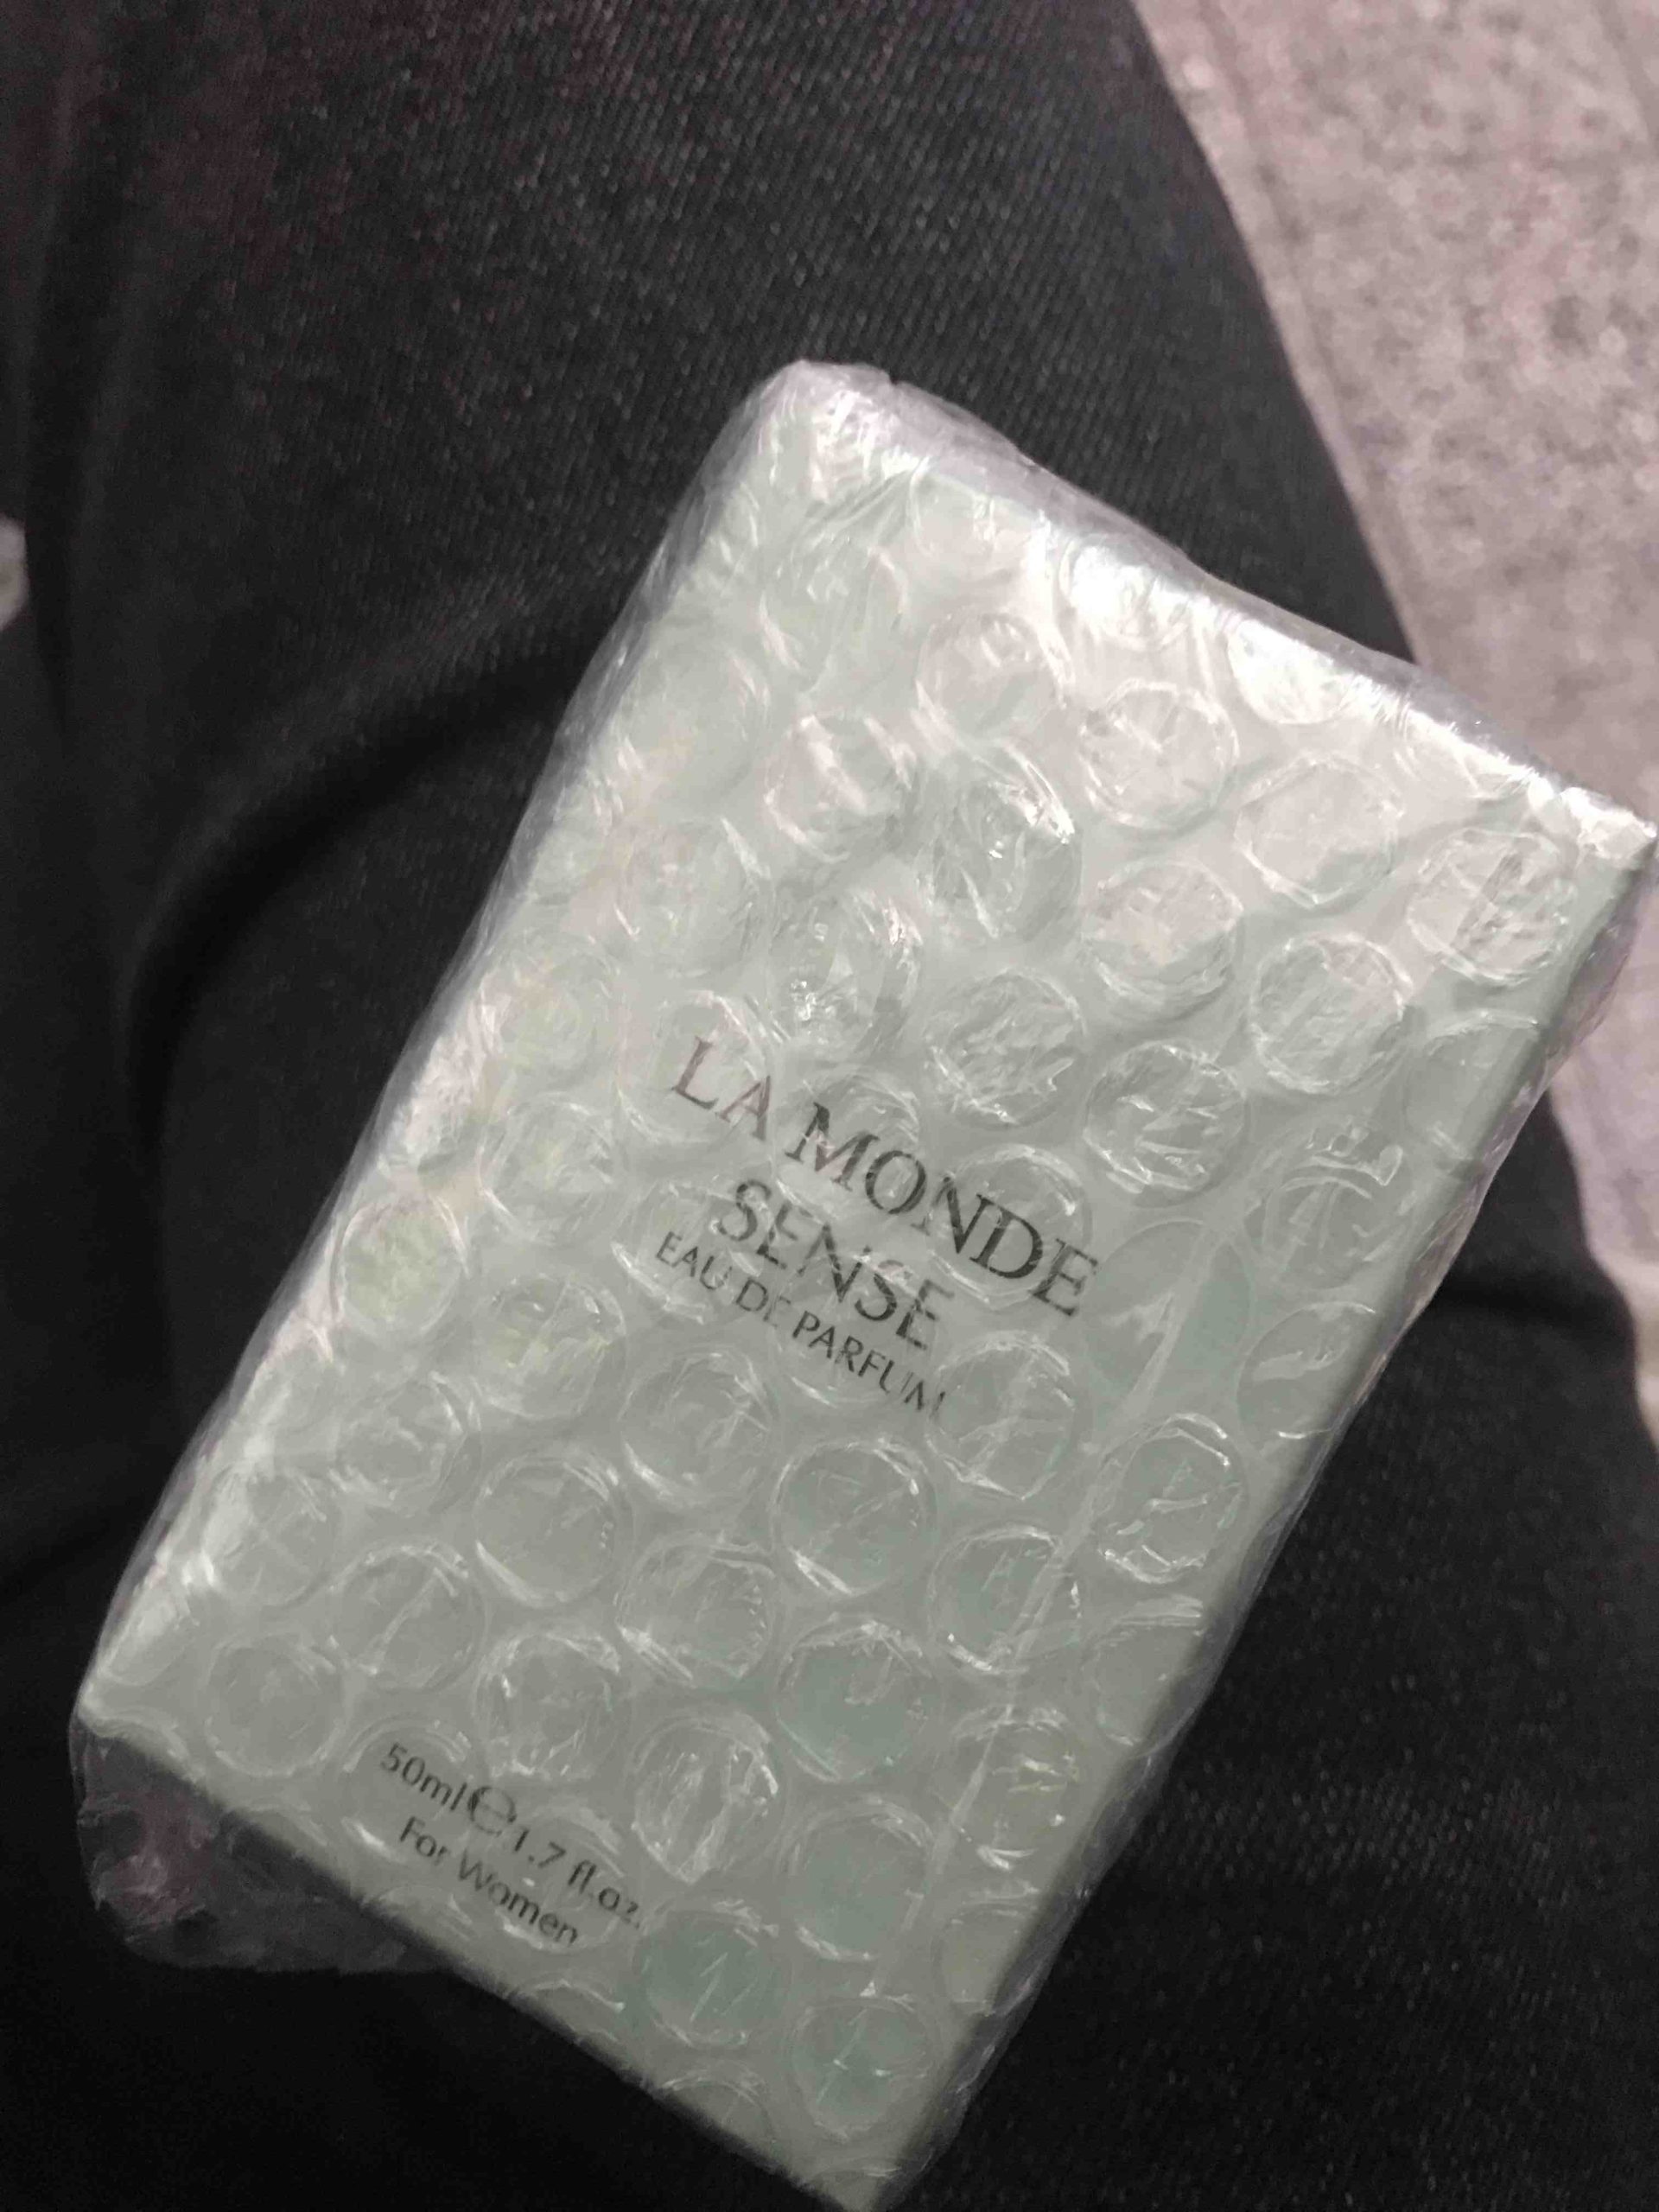 LA MONDE
SENSE
EAU DE PARFUM
50ml ℮ 1.7 fl.oz.
For Women